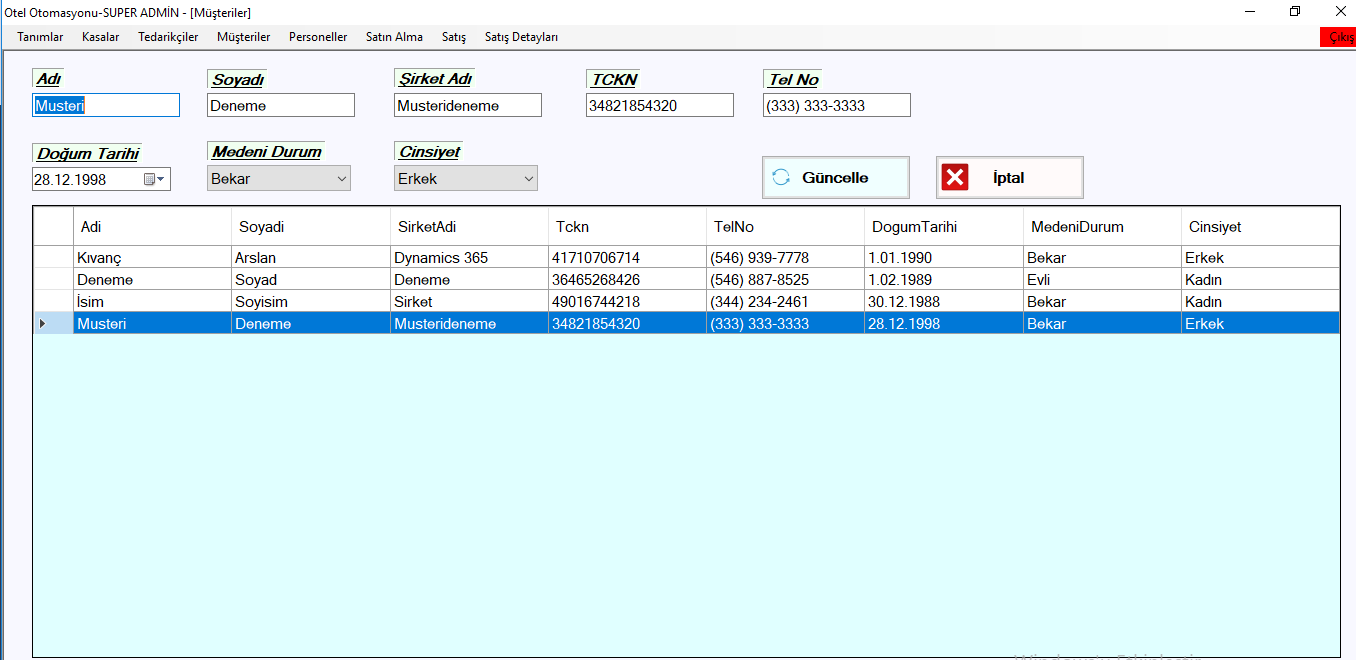 Otel Otomasyonu-SUPER ADMİN - [Müşteriler]
Tanımlar Kasalar Tedarikçiler Müşteriler Personeller Satın Alma Satış Satış Detayları Çıkış
Adı Soyadı Şirket Adı TCKN Tel No
Musteri Deneme Musterideneme 34821854320 (333) 333-3333
Doğum Tarihi Medeni Durum Cinsiyet
28.12.1998 Bekar Erkek Güncelle İptal
Adi Soyadi SirketAdi Tckn TelNo DogumTarihi MedeniDurum Cinsiyet
Kıvanç Arslan Dynamics 365 41710706714 (546) 939-7778 1.01.1990 Bekar Erkek
Deneme Soyad Deneme 36465268426 (546) 887-8525 1.02.1989 Evli Kadın
İsim Soyisim Sirket 49016744218 (344) 234-2461 30.12.1988 Bekar Kadın
Musteri Deneme Musterideneme 34821854320 (333) 333-3333 28.12.1998 Bekar Erkek